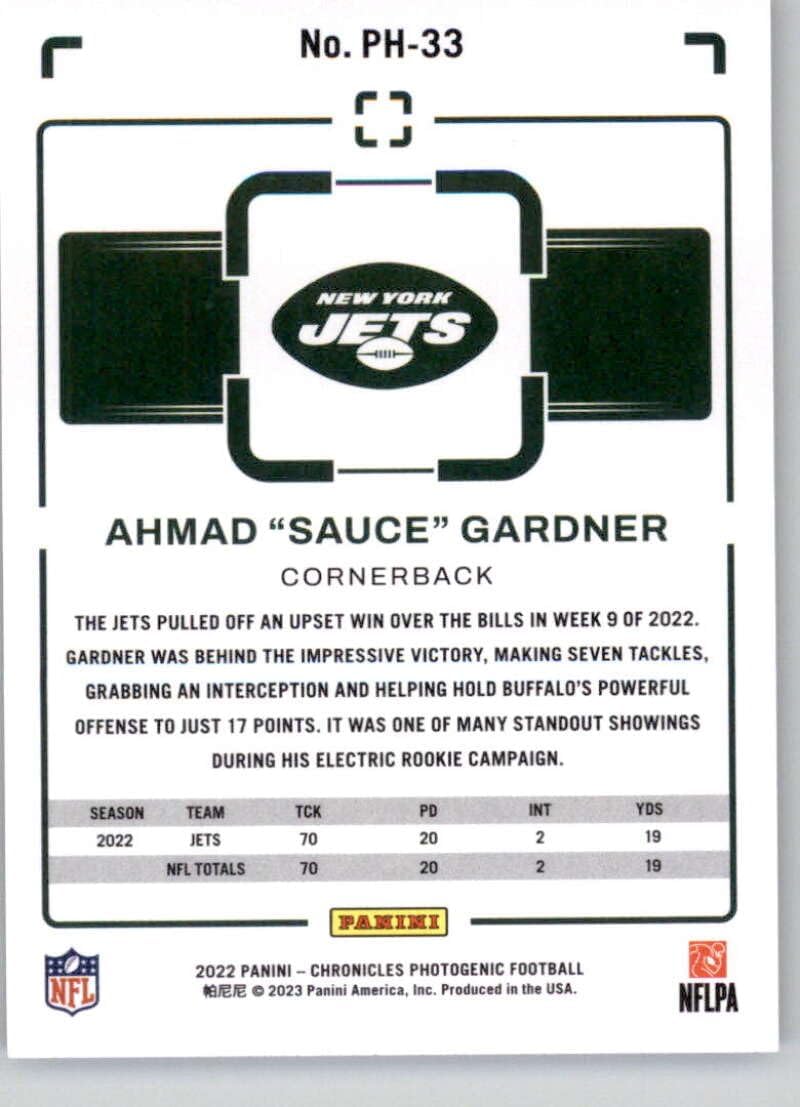 No. PH-33
NEW YORK
JETS
AHMAD “SAUCE” GARDNER
CORNERBACK
THE JETS PULLED OFF AN UPSET WIN OVER THE BILLS IN WEEK 9 OF 2022.
GARDNER WAS BEHIND THE IMPRESSIVE VICTORY, MAKING SEVEN TACKLES,
GRABBING AN INTERCEPTION AND HELPING HOLD BUFFALO’S POWERFUL
OFFENSE TO JUST 17 POINTS. IT WAS ONE OF MANY STANDOUT SHOWINGS
DURING HIS ELECTRIC ROOKIE CAMPAIGN.
SEASON TEAM TCK PD INT YDS
2022 JETS 70 20 2 19
NFL TOTALS 70 20 2 19
PANINI
NFL
2022 PANINI – CHRONICLES PHOTOGENIC FOOTBALL
帕尼尼 © 2023 Panini America, Inc. Produced in the USA.
NFLPA